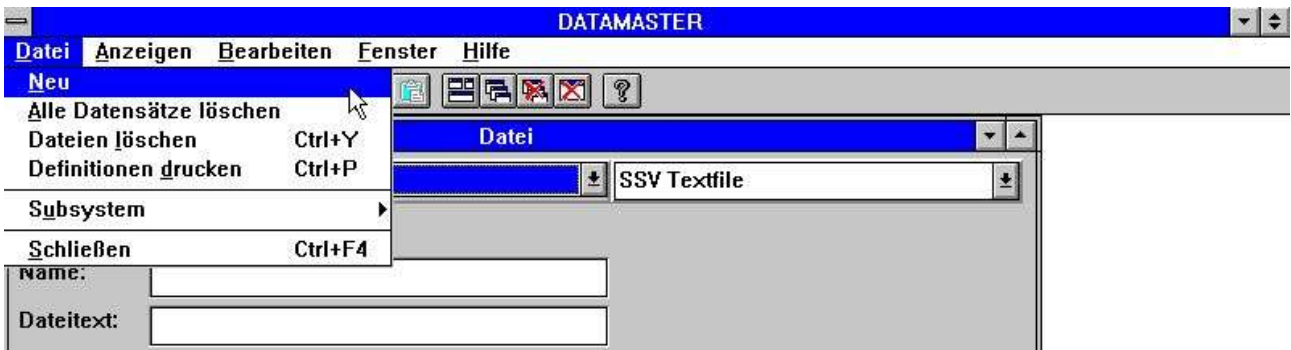 DATAMASTER
Datei Anzeigen Bearbeiten Fenster Hilfe
Neu
Alle Datensätze löschen
Dateien löschen Ctrl+Y
Definitionen drucken Ctrl+P
Subsystem
Schließen Ctrl+F4
?
Datei
SSV Textfile
Name:
Dateitext: